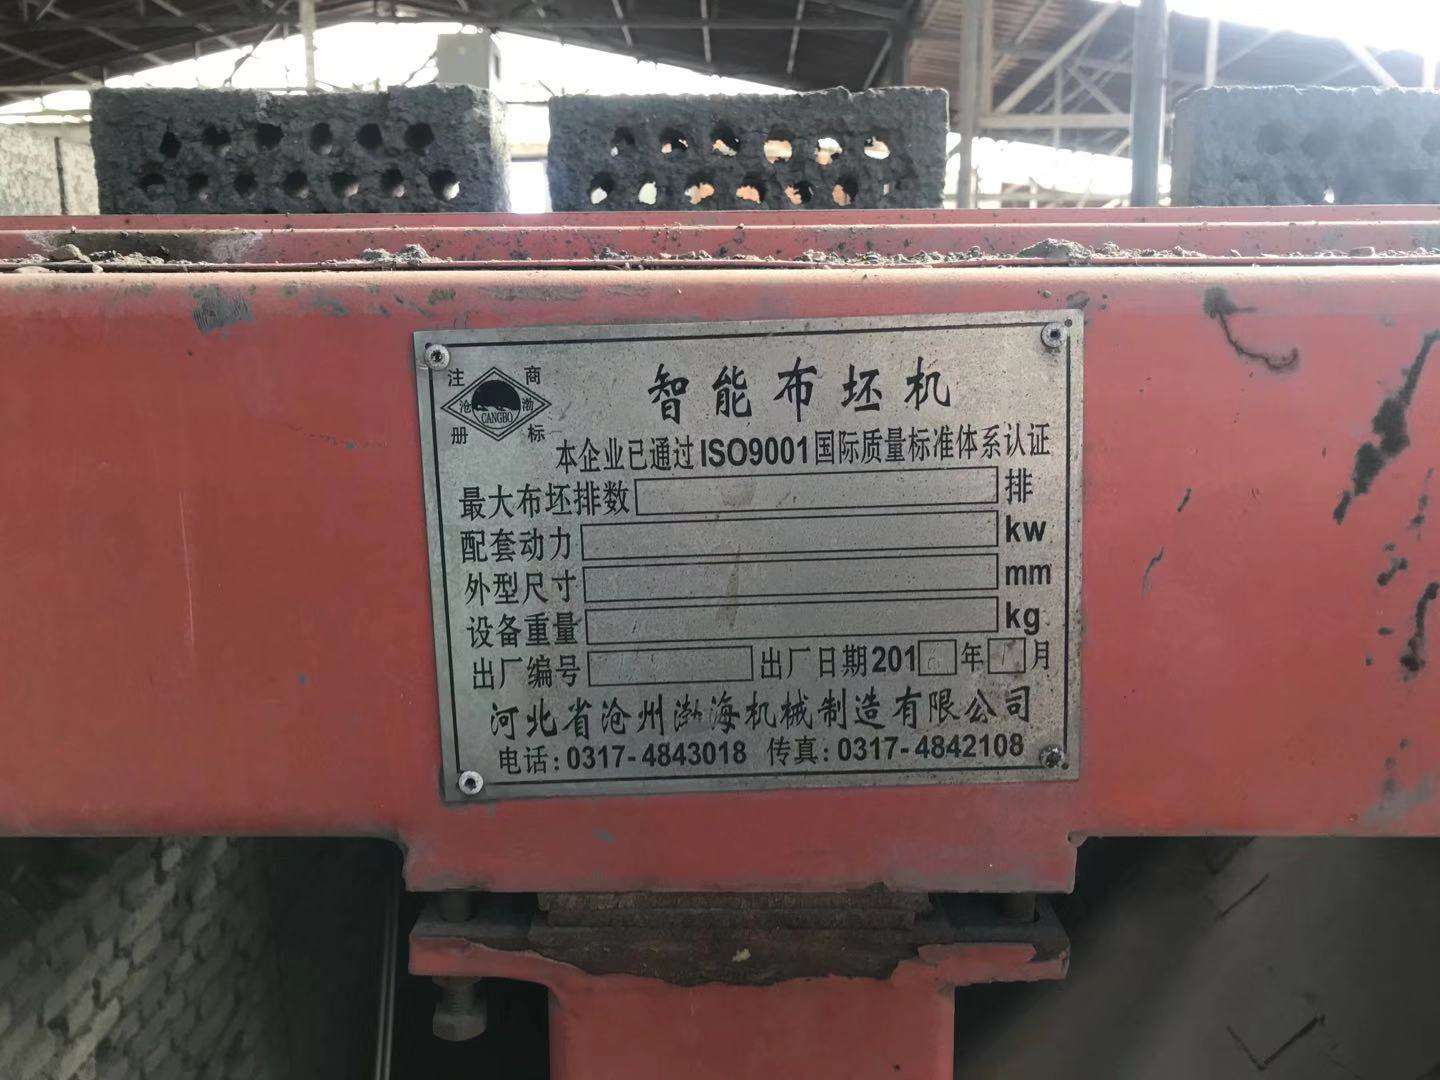 注 商
沧 渤
CANGBO
册 标
智能布坯机
本企业已通过ISO9001国际质量标准体系认证
最大布坯排数 排
配套动力 kw
外型尺寸 mm
设备重量 kg
出厂编号 出厂日期201 年 月
河北省沧州渤海机械制造有限公司
电话:0317-4843018 传真:0317-4842108